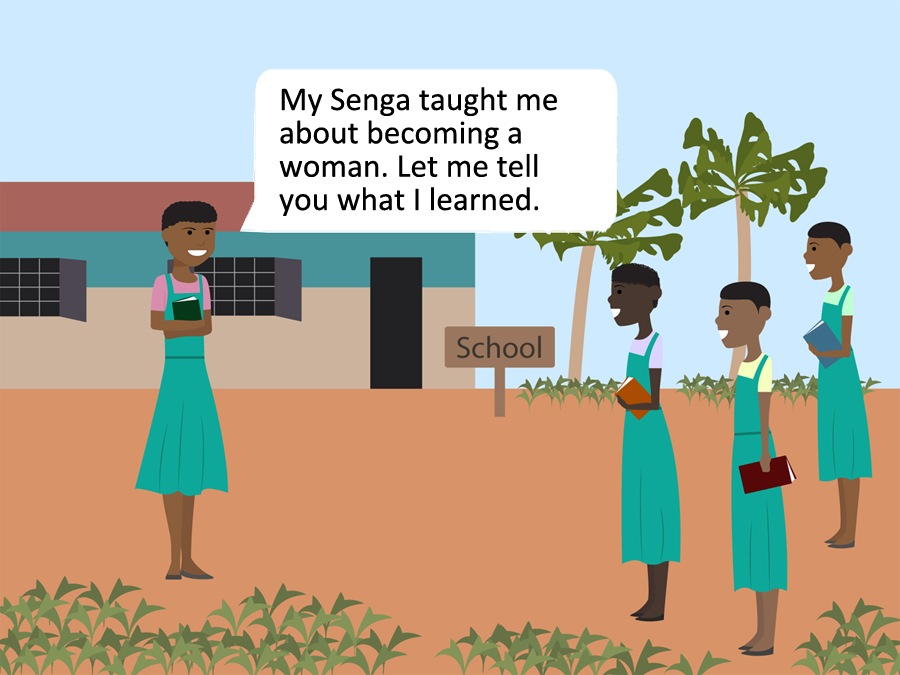 My Senga taught me
about becoming a
woman. Let me tell
you what I learned.
School